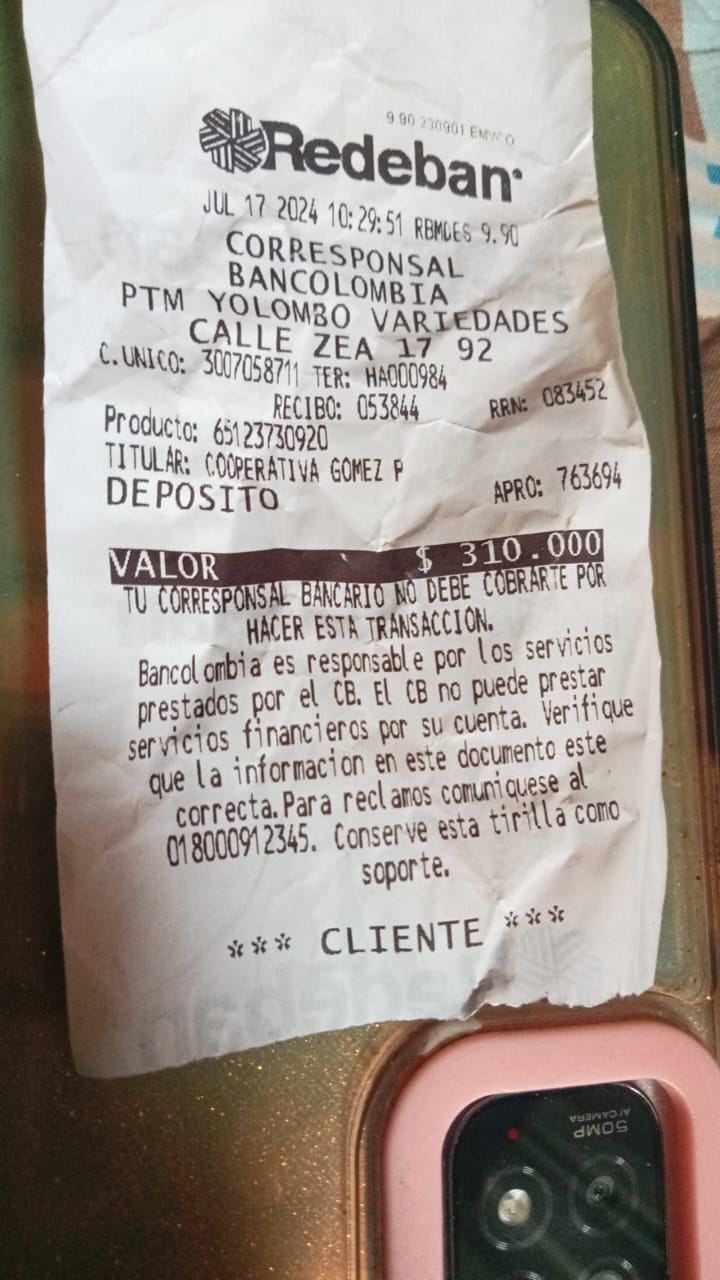 9.90 230901 EMVCO
Redeban
JUL 17 2024 10:29:51 RBMDES 9.90
CORRESPONSAL
BANCOLOMBIA
PTM YOLOMBO VARIEDADES
CALLE ZEA 17 92
C.UNICO: 3007058711 TER: HA000984
RECIBO: 053844 RRN: 083452
Producto: 65123730920
TITULAR: COOPERATIVA GOMEZ P
DEPOSITO APRO: 763694
VALOR $ 310.000
TU CORRESPONSAL BANCARIO NO DEBE COBRARTE POR
HACER ESTA TRANSACCION.
Bancolombia es responsable por los servicios
prestados por el CB. El CB no puede prestar
servicios financieros por su cuenta. Verifique
que la informacion en este documento este
correcta. Para reclamos comuniquese al
018000912345. Conserve esta tirilla como
soporte.
*** CLIENTE ***
50MP
AI CAMERA